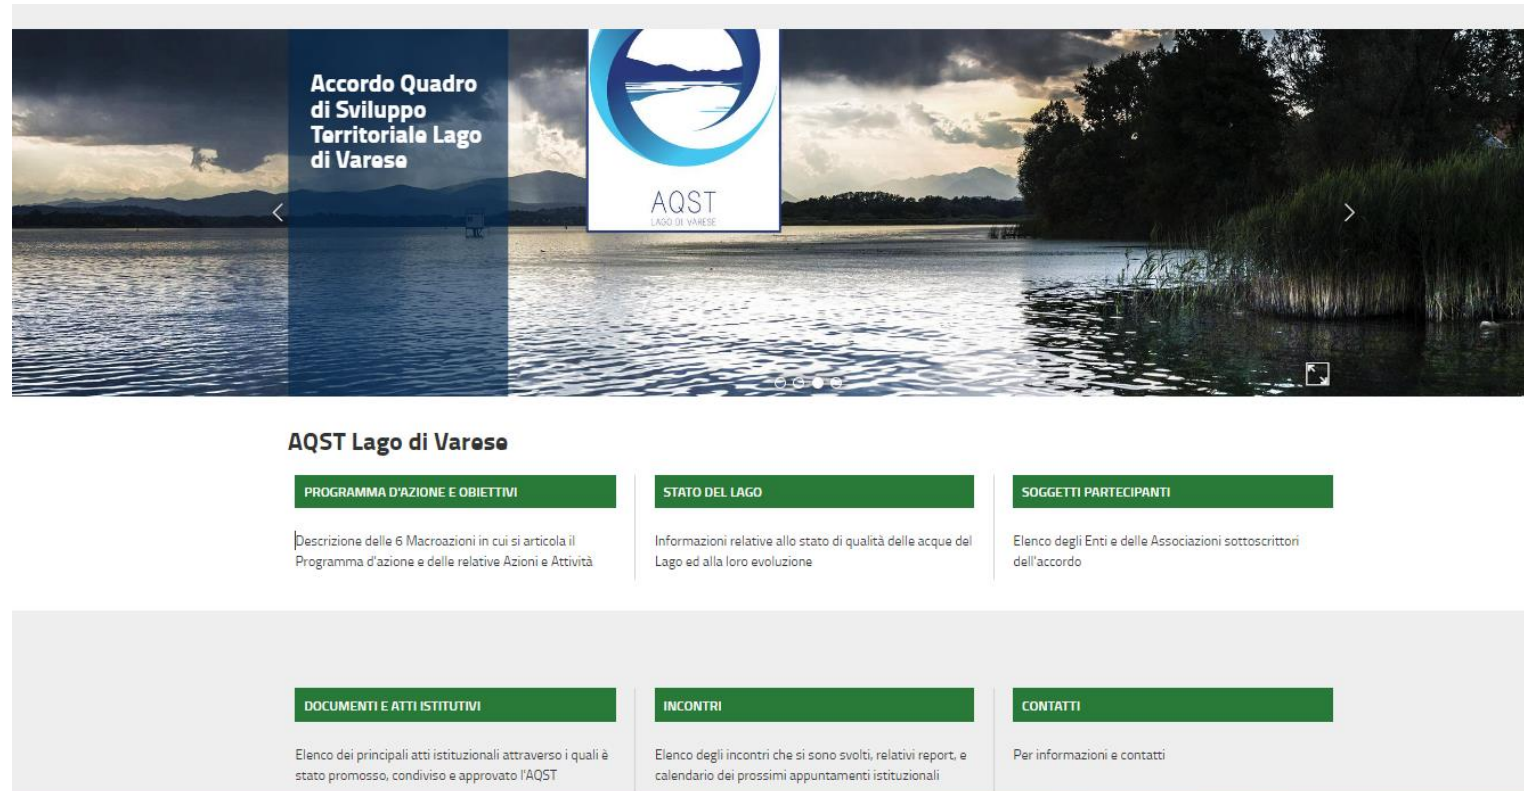 Accordo Quadro
di Sviluppo
Territoriale Lago
di Varese
AQST
LAGO DI VARESE
AQST Lago di Varese
PROGRAMMA D'AZIONE E OBIETTIVI
Descrizione delle 6 Macroazioni in cui si articola il
Programma d'azione e delle relative Azioni e Attività
STATO DEL LAGO
Informazioni relative allo stato di qualità delle acque del
Lago ed alla loro evoluzione
SOGGETTI PARTECIPANTI
Elenco degli Enti e delle Associazioni sottoscrittori
dell'accordo
DOCUMENTI E ATTI ISTITUTIVI
Elenco dei principali atti istituzionali attraverso i quali è
stato promosso, condiviso e approvato l'AQST
INCONTRI
Elenco degli incontri che si sono svolti, relativi report, e
calendario dei prossimi appuntamenti istituzionali
CONTATTI
Per informazioni e contatti